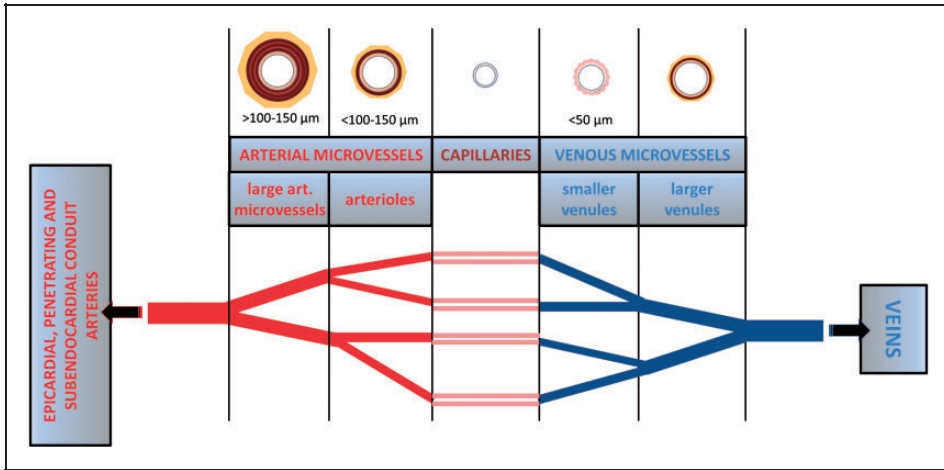 >100-150 µm
<100-150 µm
<50 µm
ARTERIAL MICROVESSELS
CAPILLARIES
VENOUS MICROVESSELS
large art.
microvessels
arterioles
smaller
venules
larger
venules
EPICARDIAL, PENETRATING AND
SUBENDOCARDIAL CONDUIT
ARTERIES
VEINS